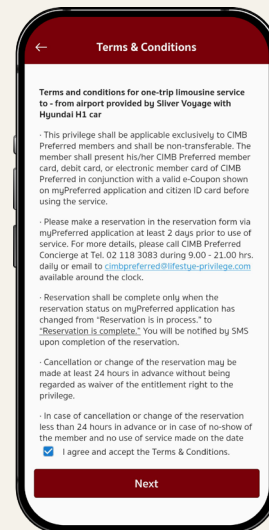 Terms & Conditions
Terms and conditions for one-trip limousine service
to - from airport provided by Sliver Voyage with
Hyundai H1 car
· This privilege shall be applicable exclusively to CIMB
Preferred members and shall be non-transferable. The
member shall present his/her CIMB Preferred member
card, debit card, or electronic member card of CIMB
Preferred in conjunction with a valid e-Coupon shown
on myPreferred application and citizen ID card before
using the service.
· Please make a reservation in the reservation form via
myPreferred application at least 2 days prior to use of
service. For more details, please call CIMB Preferred
Concierge at Tel. 02 118 3083 during 9.00 - 21.00 hrs.
daily or email to cimbpreferred@lifestye-privilege.com
available around the clock.
· Reservation shall be complete only when the
reservation status on myPreferred application has
changed from “Reservation is in process.” to
“Reservation is complete.” You will be notified by SMS
upon completion of the reservation.
· Cancellation or change of the reservation may be
made at least 24 hours in advance without being
regarded as waiver of the entitlement right to the
privilege.
· In case of cancellation or change of the reservation
less than 24 hours in advance or in case of no-show of
the member and no use of service made on the date
I agree and accept the Terms & Conditions.
Next